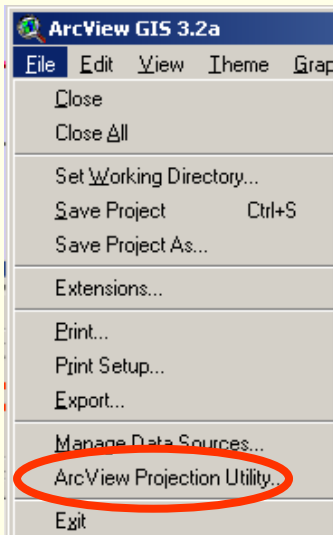 ArcView GIS 3.2a
File Edit View Theme Grap
Close
Close All
Set Working Directory...
Save Project Ctrl+S
Save Project As...
Extensions...
Print...
Print Setup...
Export...
Manage Data Sources...
ArcView Projection Utility..
Exit